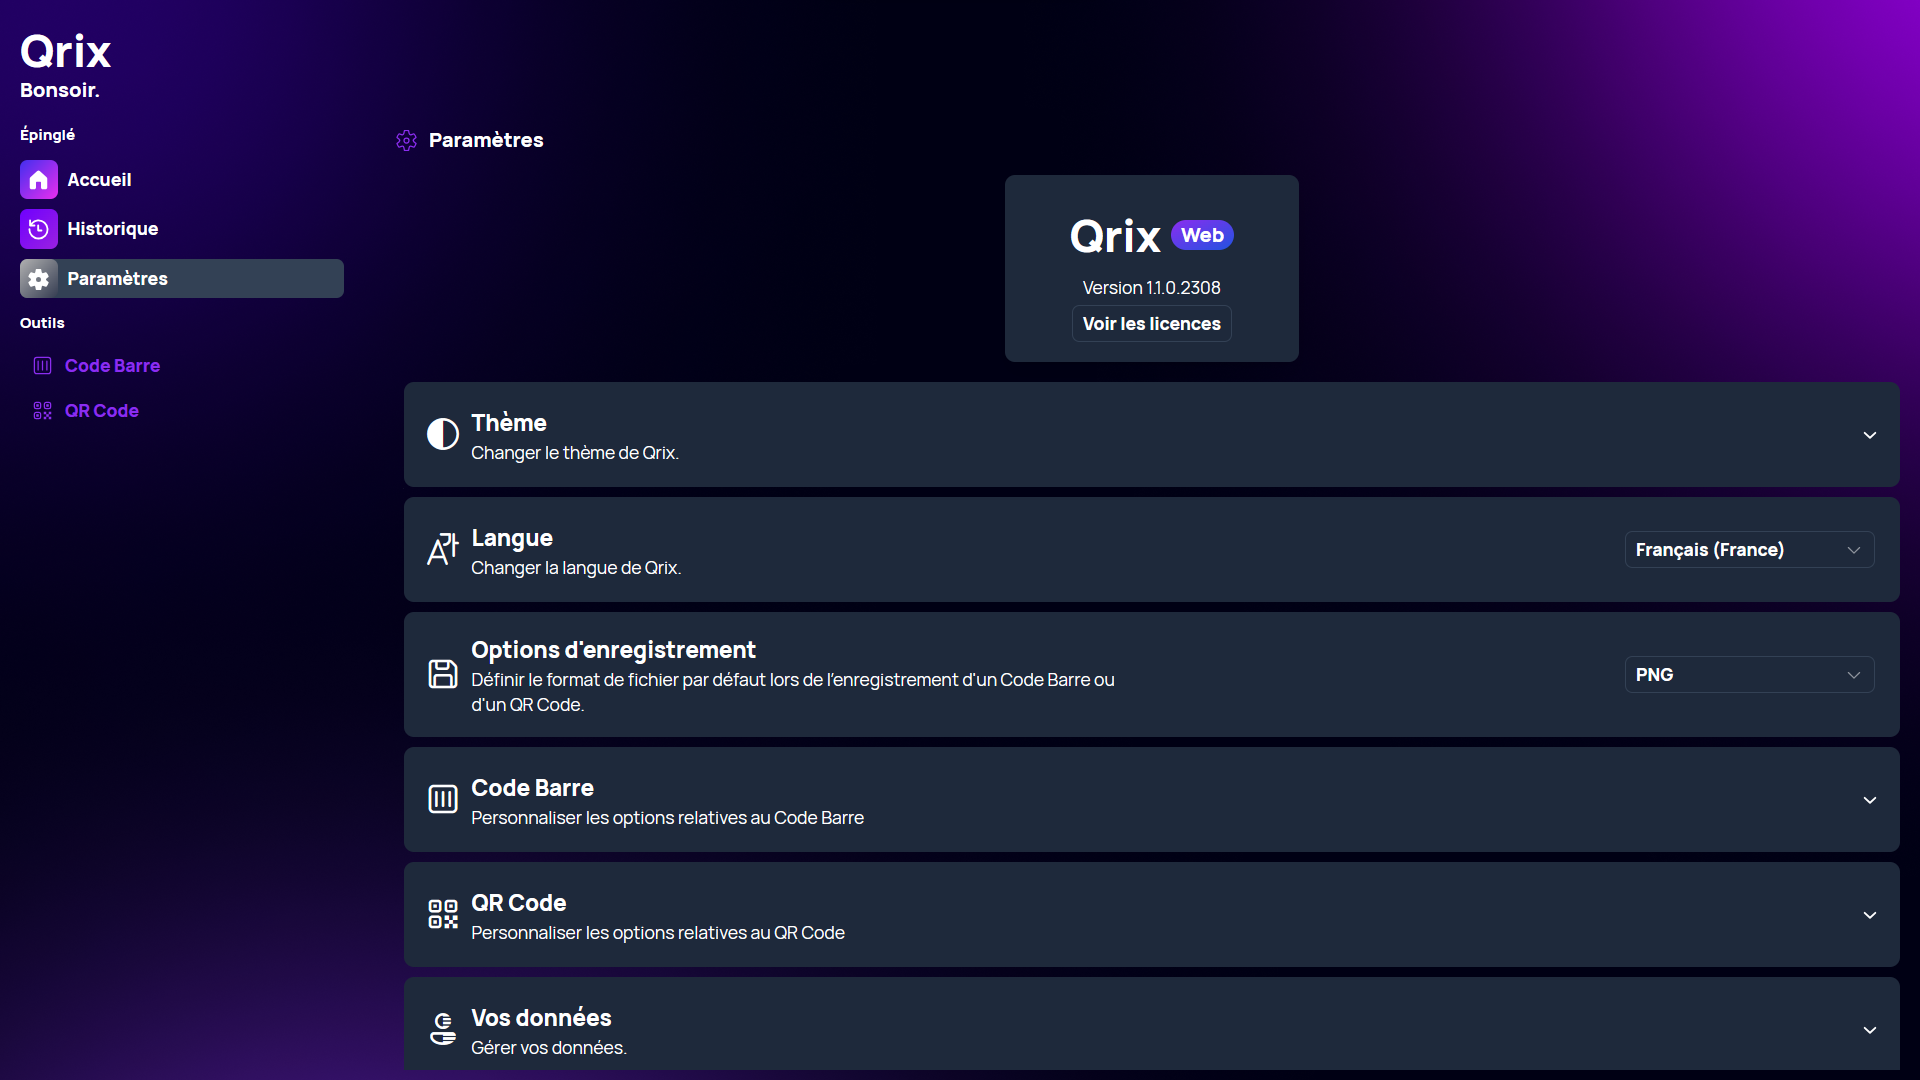 Qrix
Bonsoir.
Épinglé
Accueil
Historique
Paramètres
Outils
Code Barre
QR Code
Paramètres
Qrix Web
Version 1.1.0.2308
Voir les licences
Thème
Changer le thème de Qrix.
Langue
Changer la langue de Qrix.
Français (France)
Options d'enregistrement
Définir le format de fichier par défaut lors de l'enregistrement d'un Code Barre ou
d'un QR Code.
PNG
Code Barre
Personnaliser les options relatives au Code Barre
QR Code
Personnaliser les options relatives au QR Code
Vos données
Gérer vos données.